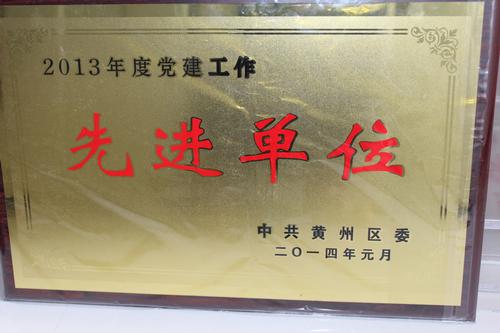 2013年度党建工作
先进单位
中共黄州区委
二〇一四年元月